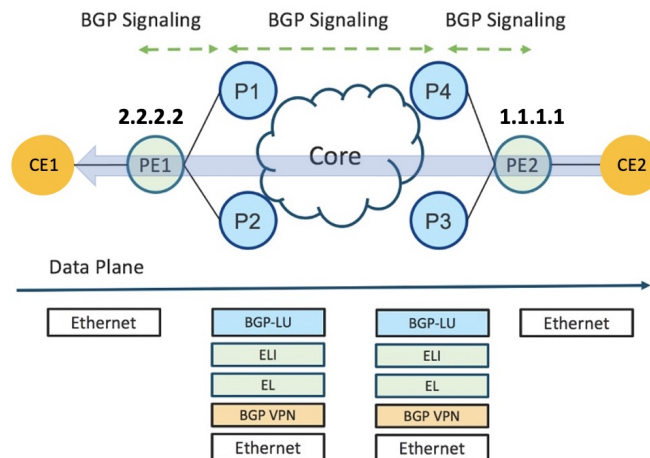 BGP Signaling
BGP Signaling
BGP Signaling
P1
P4
2.2.2.2
1.1.1.1
CE1
PE1
Core
PE2
CE2
P2
P3
Data Plane
Ethernet
BGP-LU
BGP-LU
Ethernet
ELI
ELI
EL
EL
BGP VPN
BGP VPN
Ethernet
Ethernet